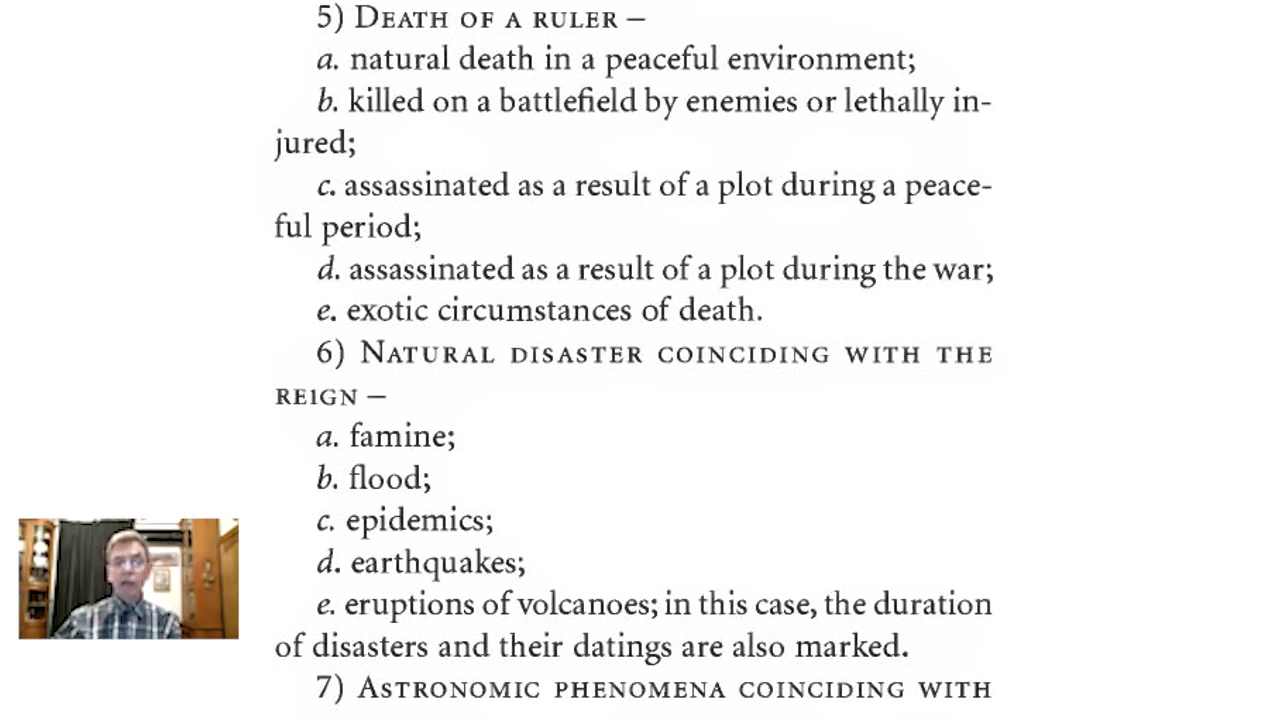 5) DEATH OF A RULER –
a. natural death in a peaceful environment;
b. killed on a battlefield by enemies or lethally in-
jured;
c. assassinated as a result of a plot during a peace-
ful period;
d. assassinated as a result of a plot during the war;
e. exotic circumstances of death.
6) NATURAL DISASTER COINCIDING WITH THE
REIGN –
a. famine;
b. flood;
c. epidemics;
d. earthquakes;
e. eruptions of volcanoes; in this case, the duration
of disasters and their datings are also marked.
7) ASTRONOMIC PHENOMENA COINCIDING WITH